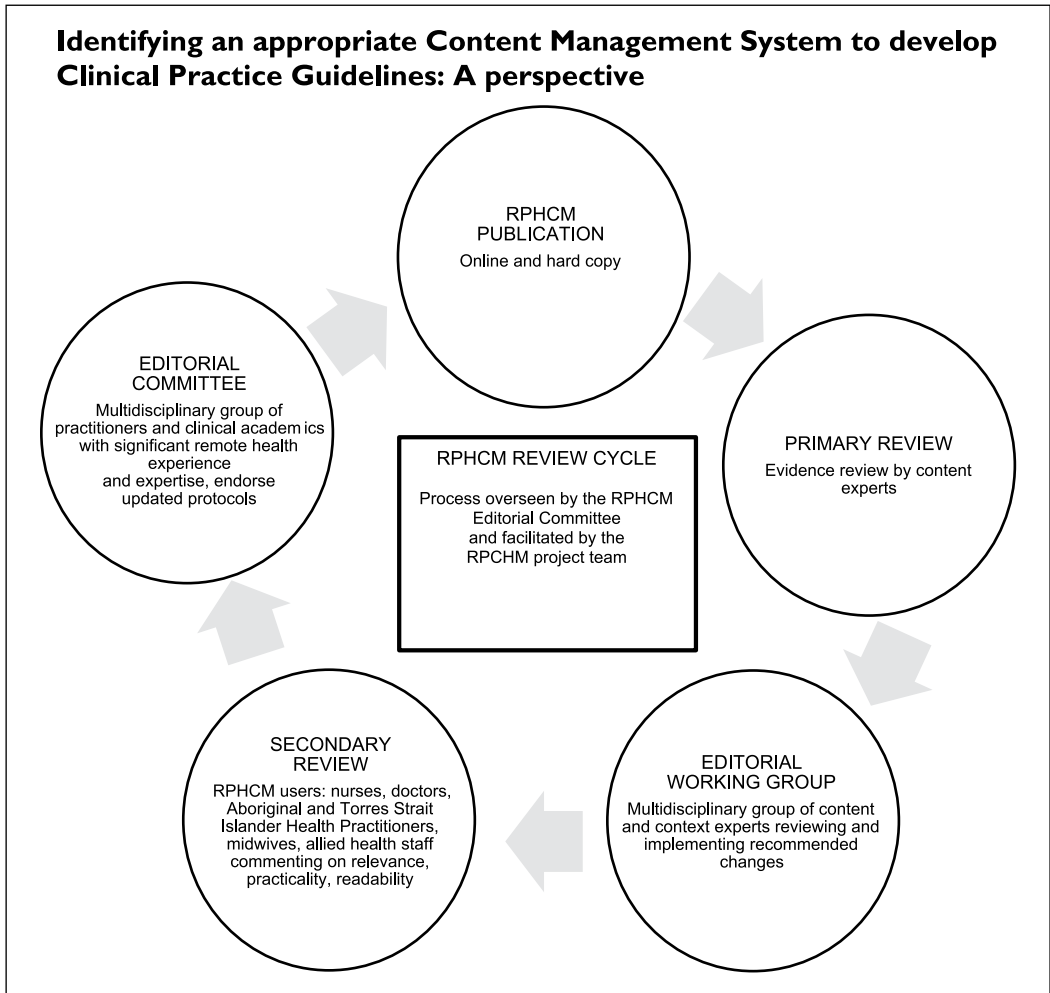 Identifying an appropriate Content Management System to develop
Clinical Practice Guidelines: A perspective
RPHCM
PUBLICATION
Online and hard copy
PRIMARY REVIEW
Evidence review by content
experts
EDITORIAL
WORKING GROUP
Multidisciplinary group of content
and context experts reviewing and
implementing recommended
changes
SECONDARY
REVIEW
RPHCM users: nurses, doctors,
Aboriginal and Torres Strait
Islander Health Practitioners,
midwives, allied health staff
commenting on relevance,
practicality, readability
EDITORIAL
COMMITTEE
Multidisciplinary group of
practitioners and clinical academics
with significant remote health
experience
and expertise, endorse
updated protocols
RPHCM REVIEW CYCLE
Process overseen by the RPHCM
Editorial Committee
and facilitated by the
RPCHM project team